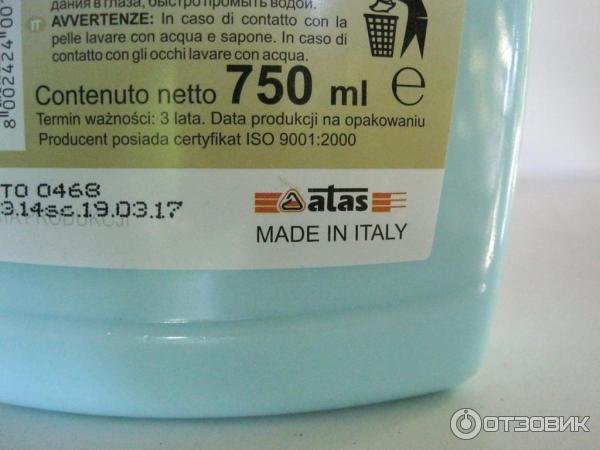 дания в глаза, быстро промыть водой.
IT AVVERTENZE: In caso di contatto con la
pelle lavare con acqua e sapone. In caso di
contatto con gli occhi lavare con acqua.
Contenuto netto 750 ml ℮
Termin ważności: 3 lata. Data produkcji na opakowaniu
Producent posiada certyfikat ISO 9001:2000
TO 0468
3.14sc.19.03.17
atas
MADE IN ITALY
ОТЗОВИК